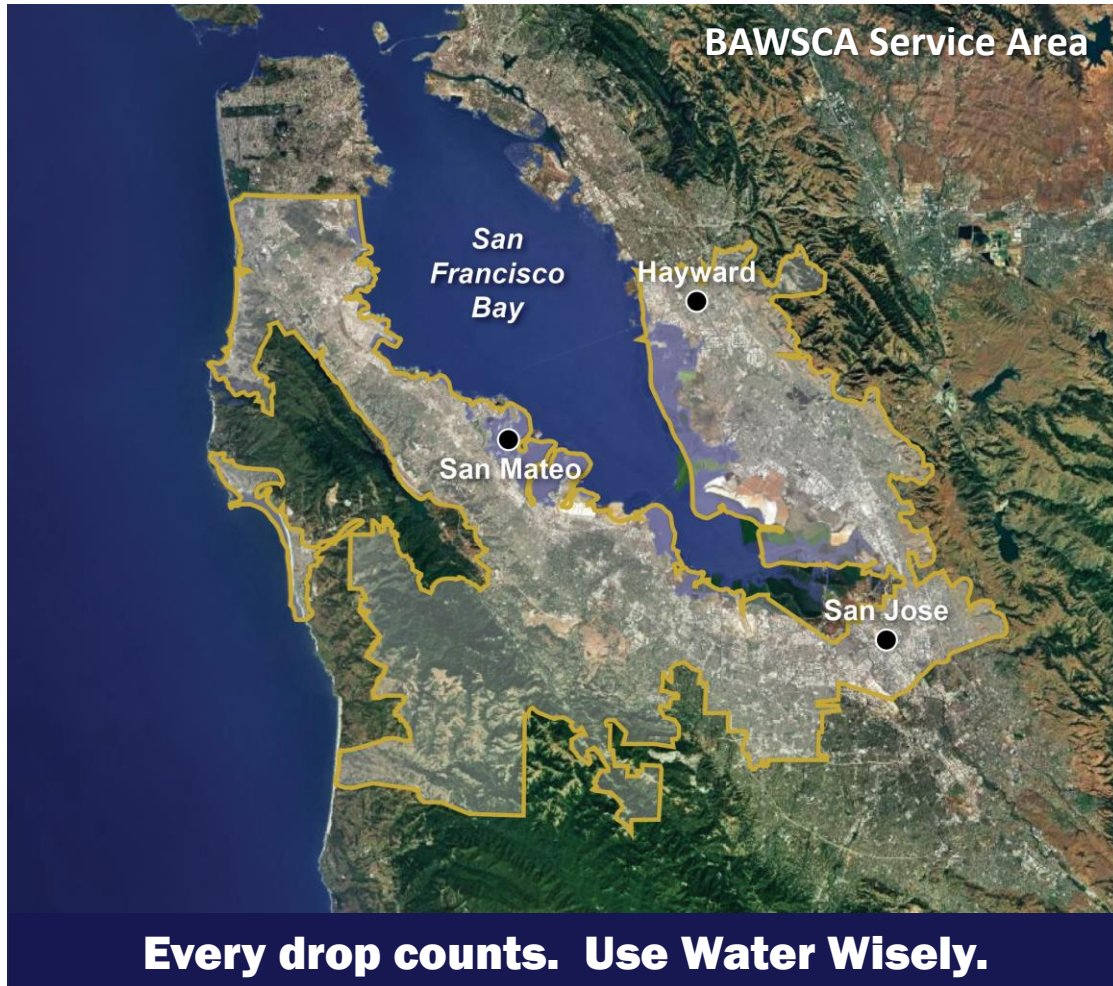 BAWSCA Service Area
San
Francisco
Bay
Hayward
San Mateo
San Jose
Every drop counts.  Use Water Wisely.